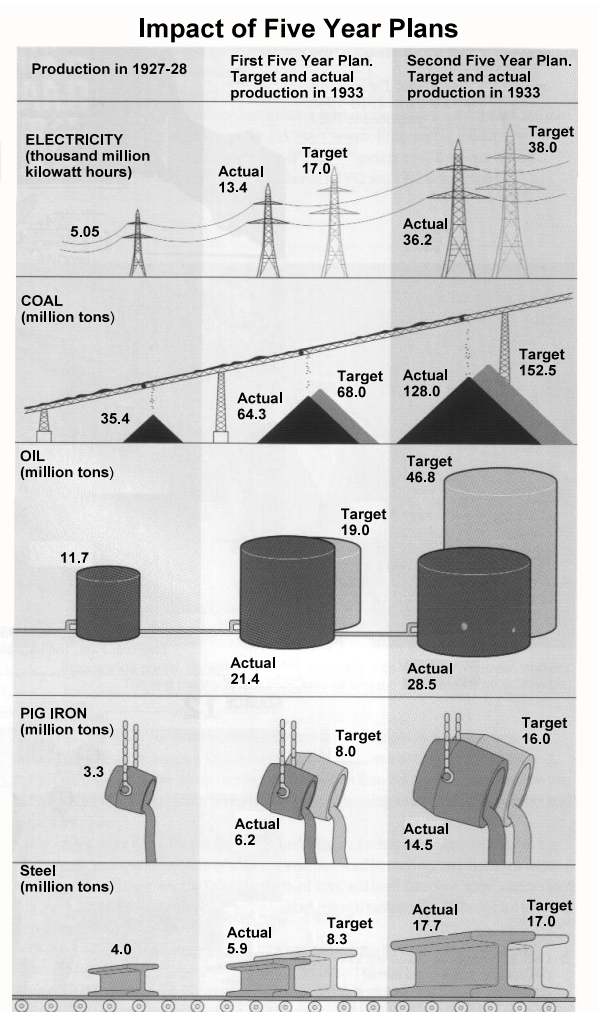 Impact of Five Year Plans
Production in 1927-28
First Five Year Plan.
Target and actual
production in 1933
Second Five Year Plan.
Target and actual
production in 1933
ELECTRICITY
(thousand million
kilowatt hours)
5.05
Actual
13.4
Target
17.0
Actual
36.2
Target
38.0
COAL
(million tons)
35.4
Actual
64.3
Target
68.0
Actual
128.0
Target
152.5
OIL
(million tons)
11.7
Actual
21.4
Target
19.0
Target
46.8
Actual
28.5
PIG IRON
(million tons)
3.3
Actual
6.2
Target
8.0
Actual
14.5
Target
16.0
Steel
(million tons)
4.0
Actual
5.9
Target
8.3
Actual
17.7
Target
17.0